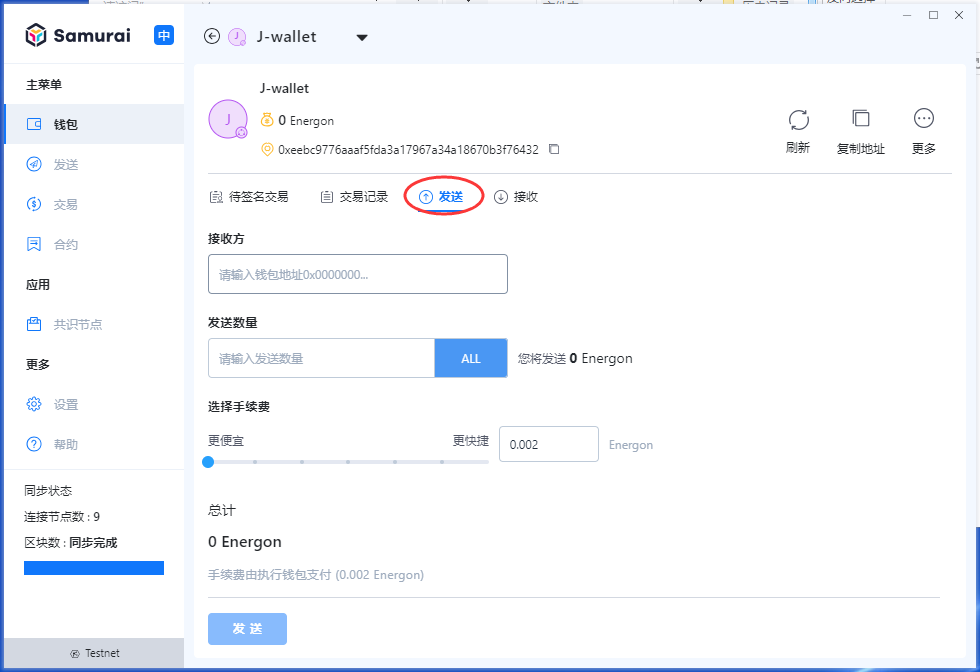 Samurai
中
J-wallet
主菜单
钱包
发送
交易
合约
应用
共识节点
更多
设置
帮助
同步状态
连接节点数 : 9
区块数 : 同步完成
Testnet
J-wallet
J
0 Energon
0xeebc9776aaaf5fda3a17967a34a18670b3f76432
刷新
复制地址
更多
待签名交易
交易记录
发送
接收
接收方
请输入钱包地址0x0000000...
发送数量
请输入发送数量
ALL
您将发送 0 Energon
选择手续费
更便宜
更快捷
0.002
Energon
总计
0 Energon
手续费由执行钱包支付 (0.002 Energon)
发 送